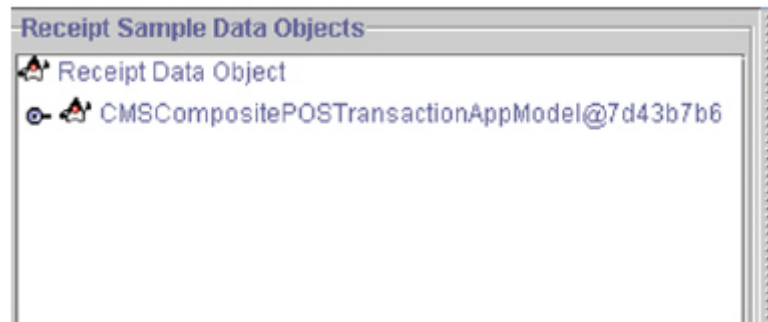 Receipt Sample Data Objects
Receipt Data Object
CMSCompositePOSTransactionAppModel@7d43b7b6